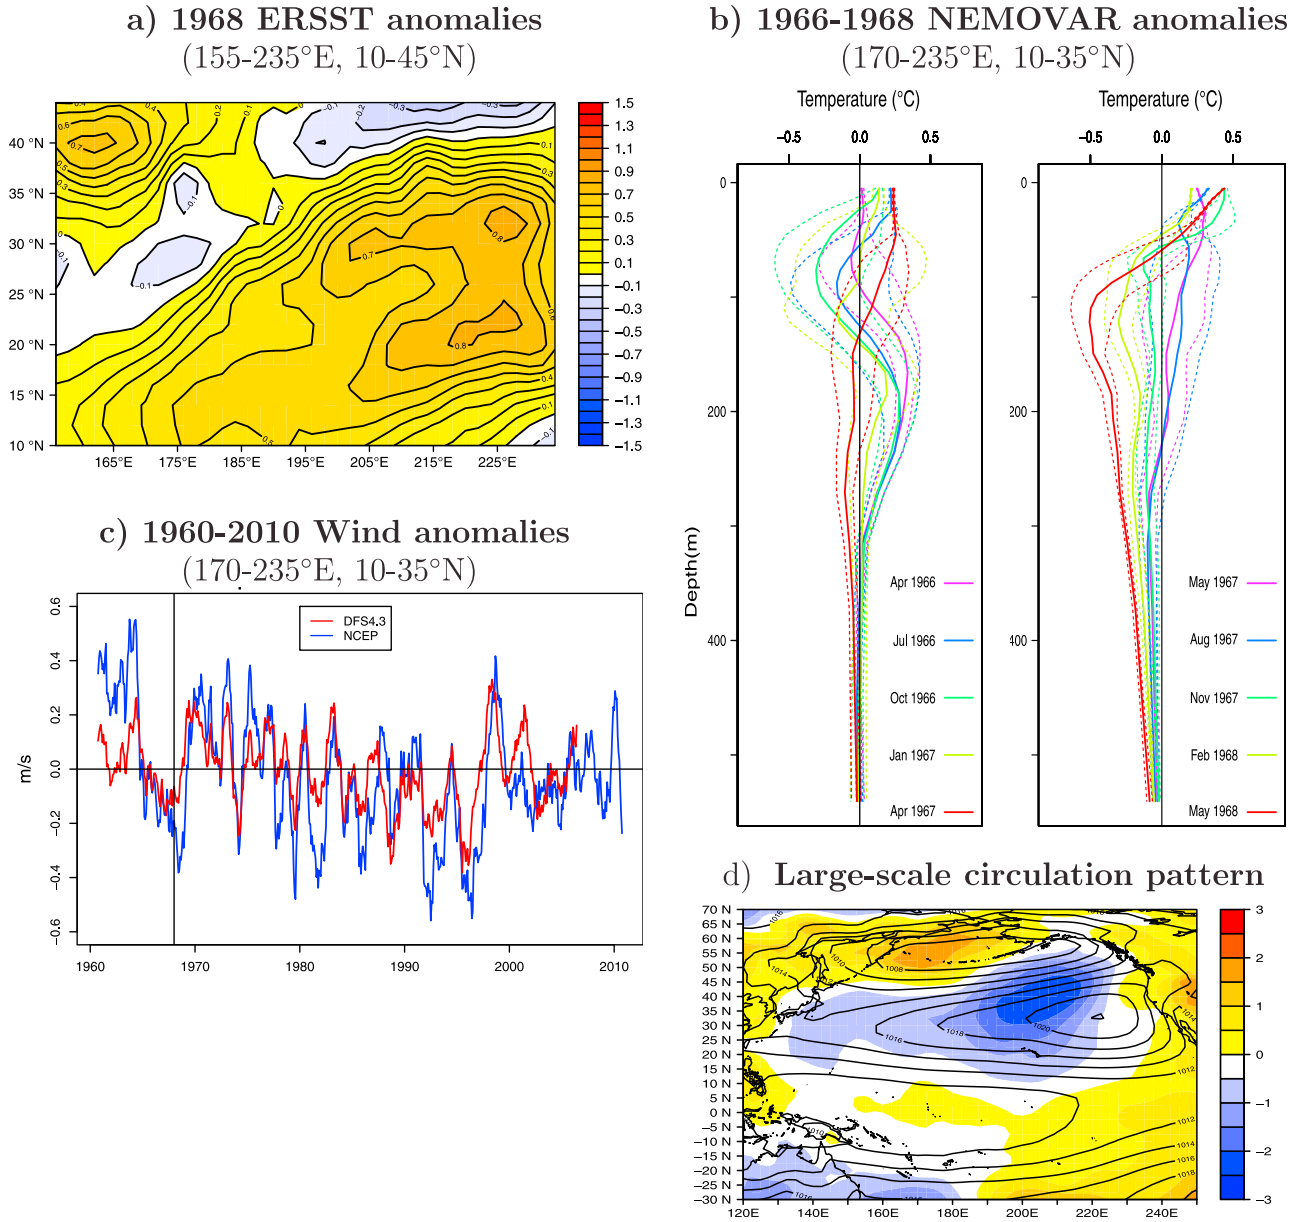 a) 1968 ERSST anomalies
(155-235°E, 10-45°N)
40 °N
35 °N
30 °N
25 °N
20 °N
15 °N
10 °N
165°E 175°E 185°E 195°E 205°E 215°E 225°E
1.5
1.3
1.1
0.9
0.7
0.5
0.3
0.1
−0.1
−0.3
−0.5
−0.7
−0.9
−1.1
−1.3
−1.5
b) 1966-1968 NEMOVAR anomalies
(170-235°E, 10-35°N)
Temperature (°C) Temperature (°C)
−0.5 0.0 0.5 −0.5 0.0 0.5
0 0
200 200
400 400
Depth(m)
Apr 1966
Jul 1966
Oct 1966
Jan 1967
Apr 1967
May 1967
Aug 1967
Nov 1967
Feb 1968
May 1968
c) 1960-2010 Wind anomalies
(170-235°E, 10-35°N)
DFS4.3
NCEP
m/s
0.6
0.4
0.2
0.0
−0.2
−0.4
−0.6
1960 1970 1980 1990 2000 2010
d) Large-scale circulation pattern
70 N
65 N
60 N
55 N
50 N
45 N
40 N
35 N
30 N
25 N
20 N
15 N
10 N
5 N
0 N
−5 N
−10 N
−15 N
−20 N
−25 N
−30 N
120E 140E 160E 180E 200E 220E 240E
3
2
1
0
−1
−2
−3